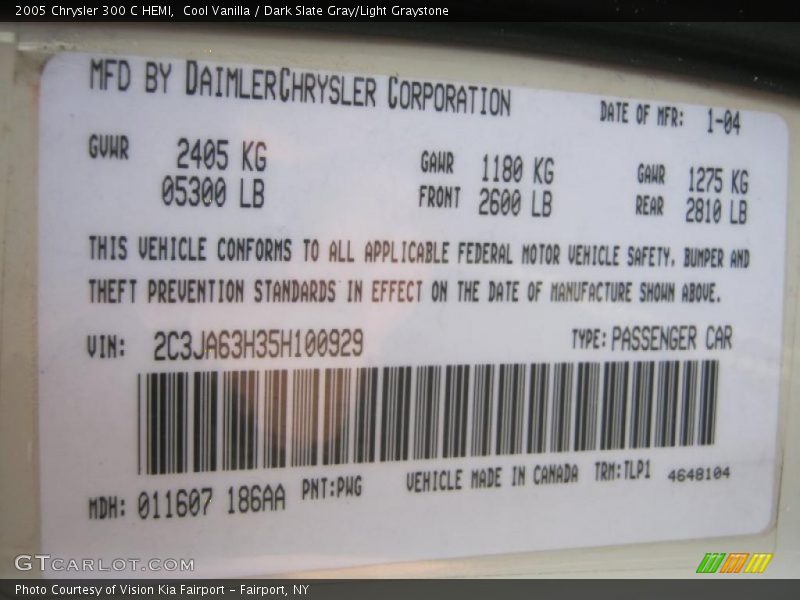 2005 Chrysler 300 C HEMI,  Cool Vanilla / Dark Slate Gray/Light Graystone
MFD BY DAIMLERCHRYSLER CORPORATION
DATE OF MFR: 1-04
GVWR 2405 KG GAWR 1180 KG GAWR 1275 KG
05300 LB FRONT 2600 LB REAR 2810 LB
THIS VEHICLE CONFORMS TO ALL APPLICABLE FEDERAL MOTOR VEHICLE SAFETY, BUMPER AND
THEFT PREVENTION STANDARDS IN EFFECT ON THE DATE OF MANUFACTURE SHOWN ABOVE.
VIN: 2C3JA63H35H100929 TYPE: PASSENGER CAR
MDH: 011607 186AA PNT:PWG VEHICLE MADE IN CANADA TRM:TLP1 4648104
GTCARLOT.COM
Photo Courtesy of Vision Kia Fairport – Fairport, NY